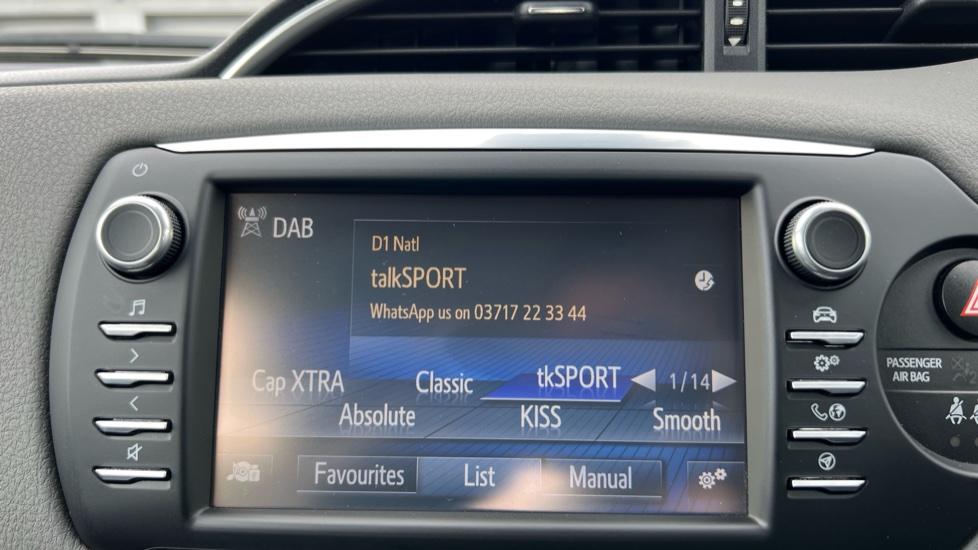 DAB
D1 Natl
talkSPORT
WhatsApp us on 03717 22 33 44
Cap XTRA Classic tkSPORT 1/14
Absolute KISS Smooth
Favourites List Manual
PASSENGER
AIR BAG